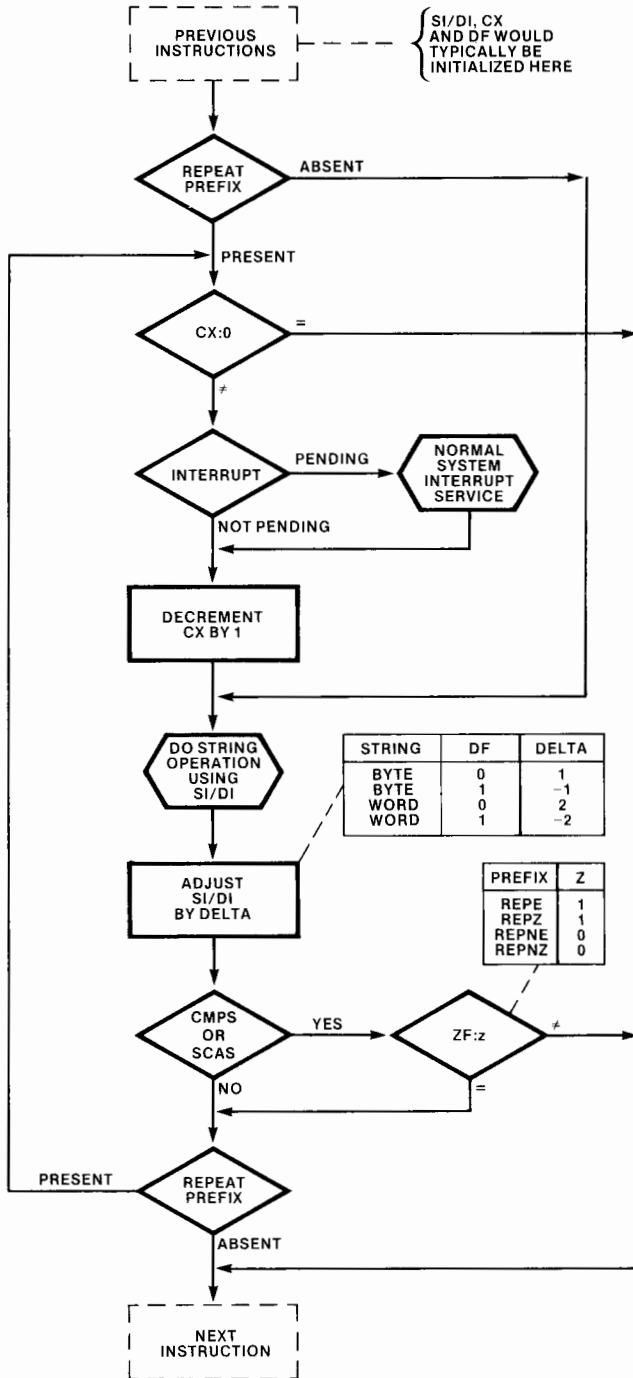 PREVIOUS
INSTRUCTIONS
SI/DI, CX
AND DF WOULD
TYPICALLY BE
INITIALIZED HERE
REPEAT
PREFIX
ABSENT
PRESENT
CX:0
=
≠
INTERRUPT
PENDING
NORMAL
SYSTEM
INTERRUPT
SERVICE
NOT PENDING
DECREMENT
CX BY 1
DO STRING
OPERATION
USING
SI/DI
STRING DF DELTA
BYTE 0 1
BYTE 1 −1
WORD 0 2
WORD 1 −2
ADJUST
SI/DI
BY DELTA
PREFIX Z
REPE 1
REPZ 1
REPNE 0
REPNZ 0
CMPS
OR
SCAS
YES
ZF:z
≠
NO
=
REPEAT
PREFIX
PRESENT
ABSENT
NEXT
INSTRUCTION